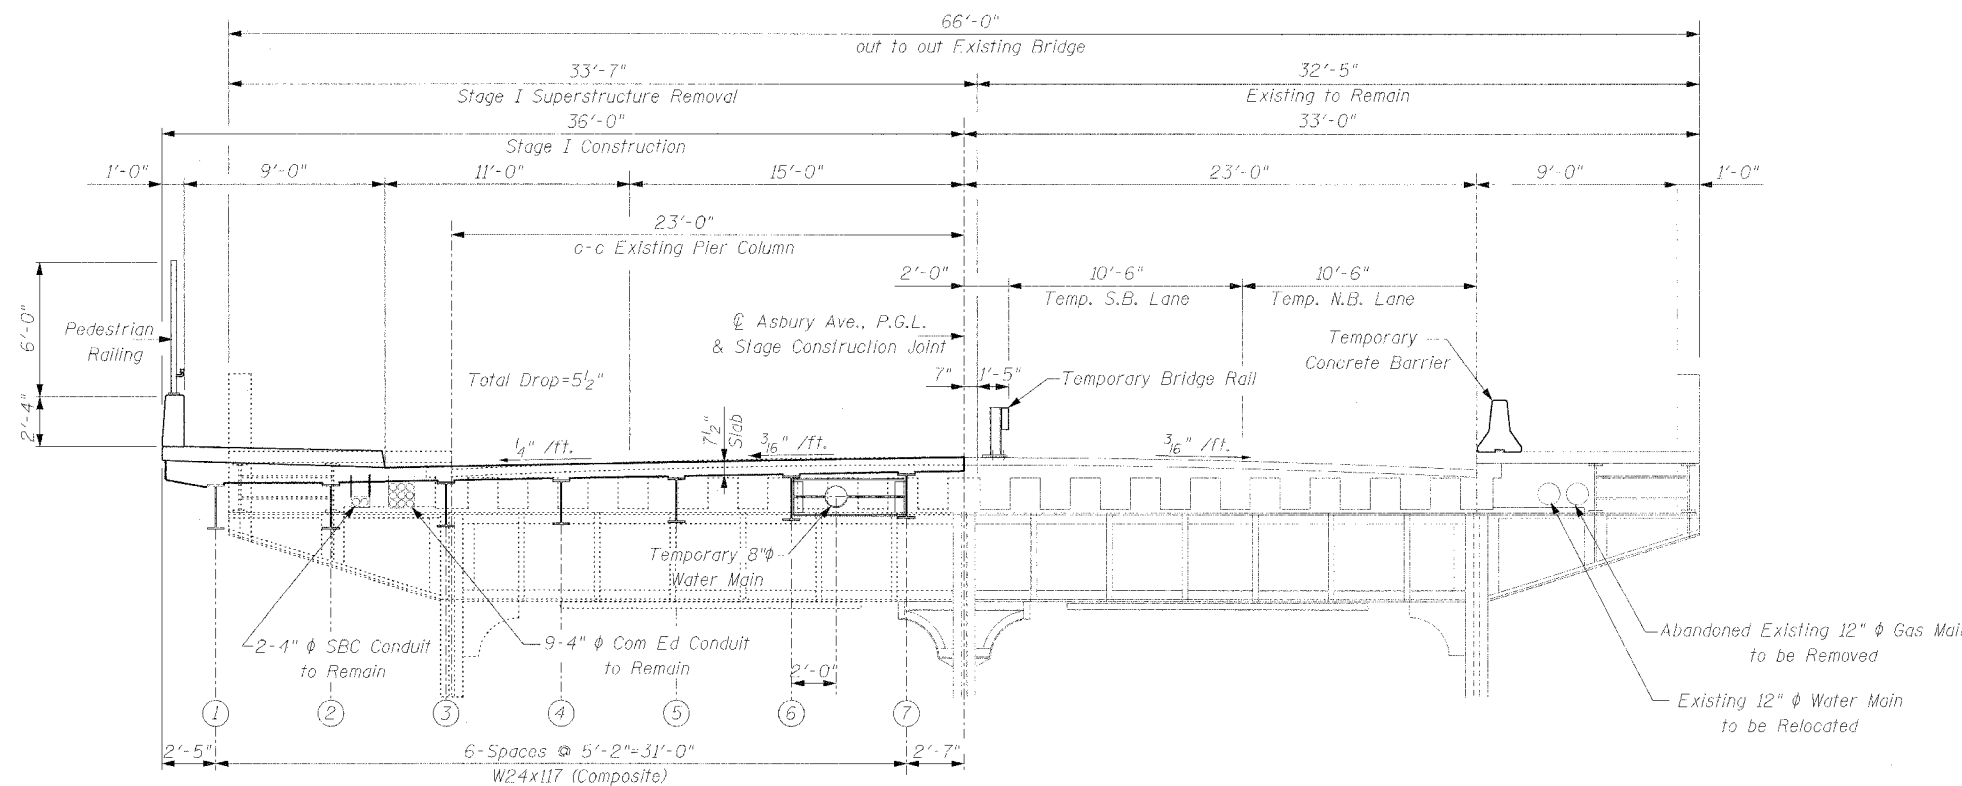 66'-0"
out to out Existing Bridge
33'-7" 32'-5"
Stage I Superstructure Removal Existing to Remain
36'-0" 33'-0"
Stage I Construction
1'-0" 9'-0" 11'-0" 15'-0" 23'-0" 9'-0" 1'-0"
23'-0"
c-c Existing Pier Column
2'-0" 10'-6" 10'-6"
Temp. S.B. Lane Temp. N.B. Lane
6'-0"
Pedestrian
Railing
℄ Asbury Ave., P.G.L.
& Stage Construction Joint
Temporary
Concrete Barrier
Total Drop=5½"
7" 1'-5" Temporary Bridge Rail
2'-4"
¼" /ft.
7½"
Slab
3/16" /ft.
3/16" /ft.
Temporary 8"ϕ
Water Main
2-4" ϕ SBC Conduit
to Remain
9-4" ϕ Com Ed Conduit
to Remain
2'-0"
Abandoned Existing 12" ϕ Gas Mai
to be Removed
Existing 12" ϕ Water Main
to be Relocated
1 2 3 4 5 6 7
2'-5" 6-Spaces @ 5'-2"=31'-0" 2'-7"
W24x117 (Composite)